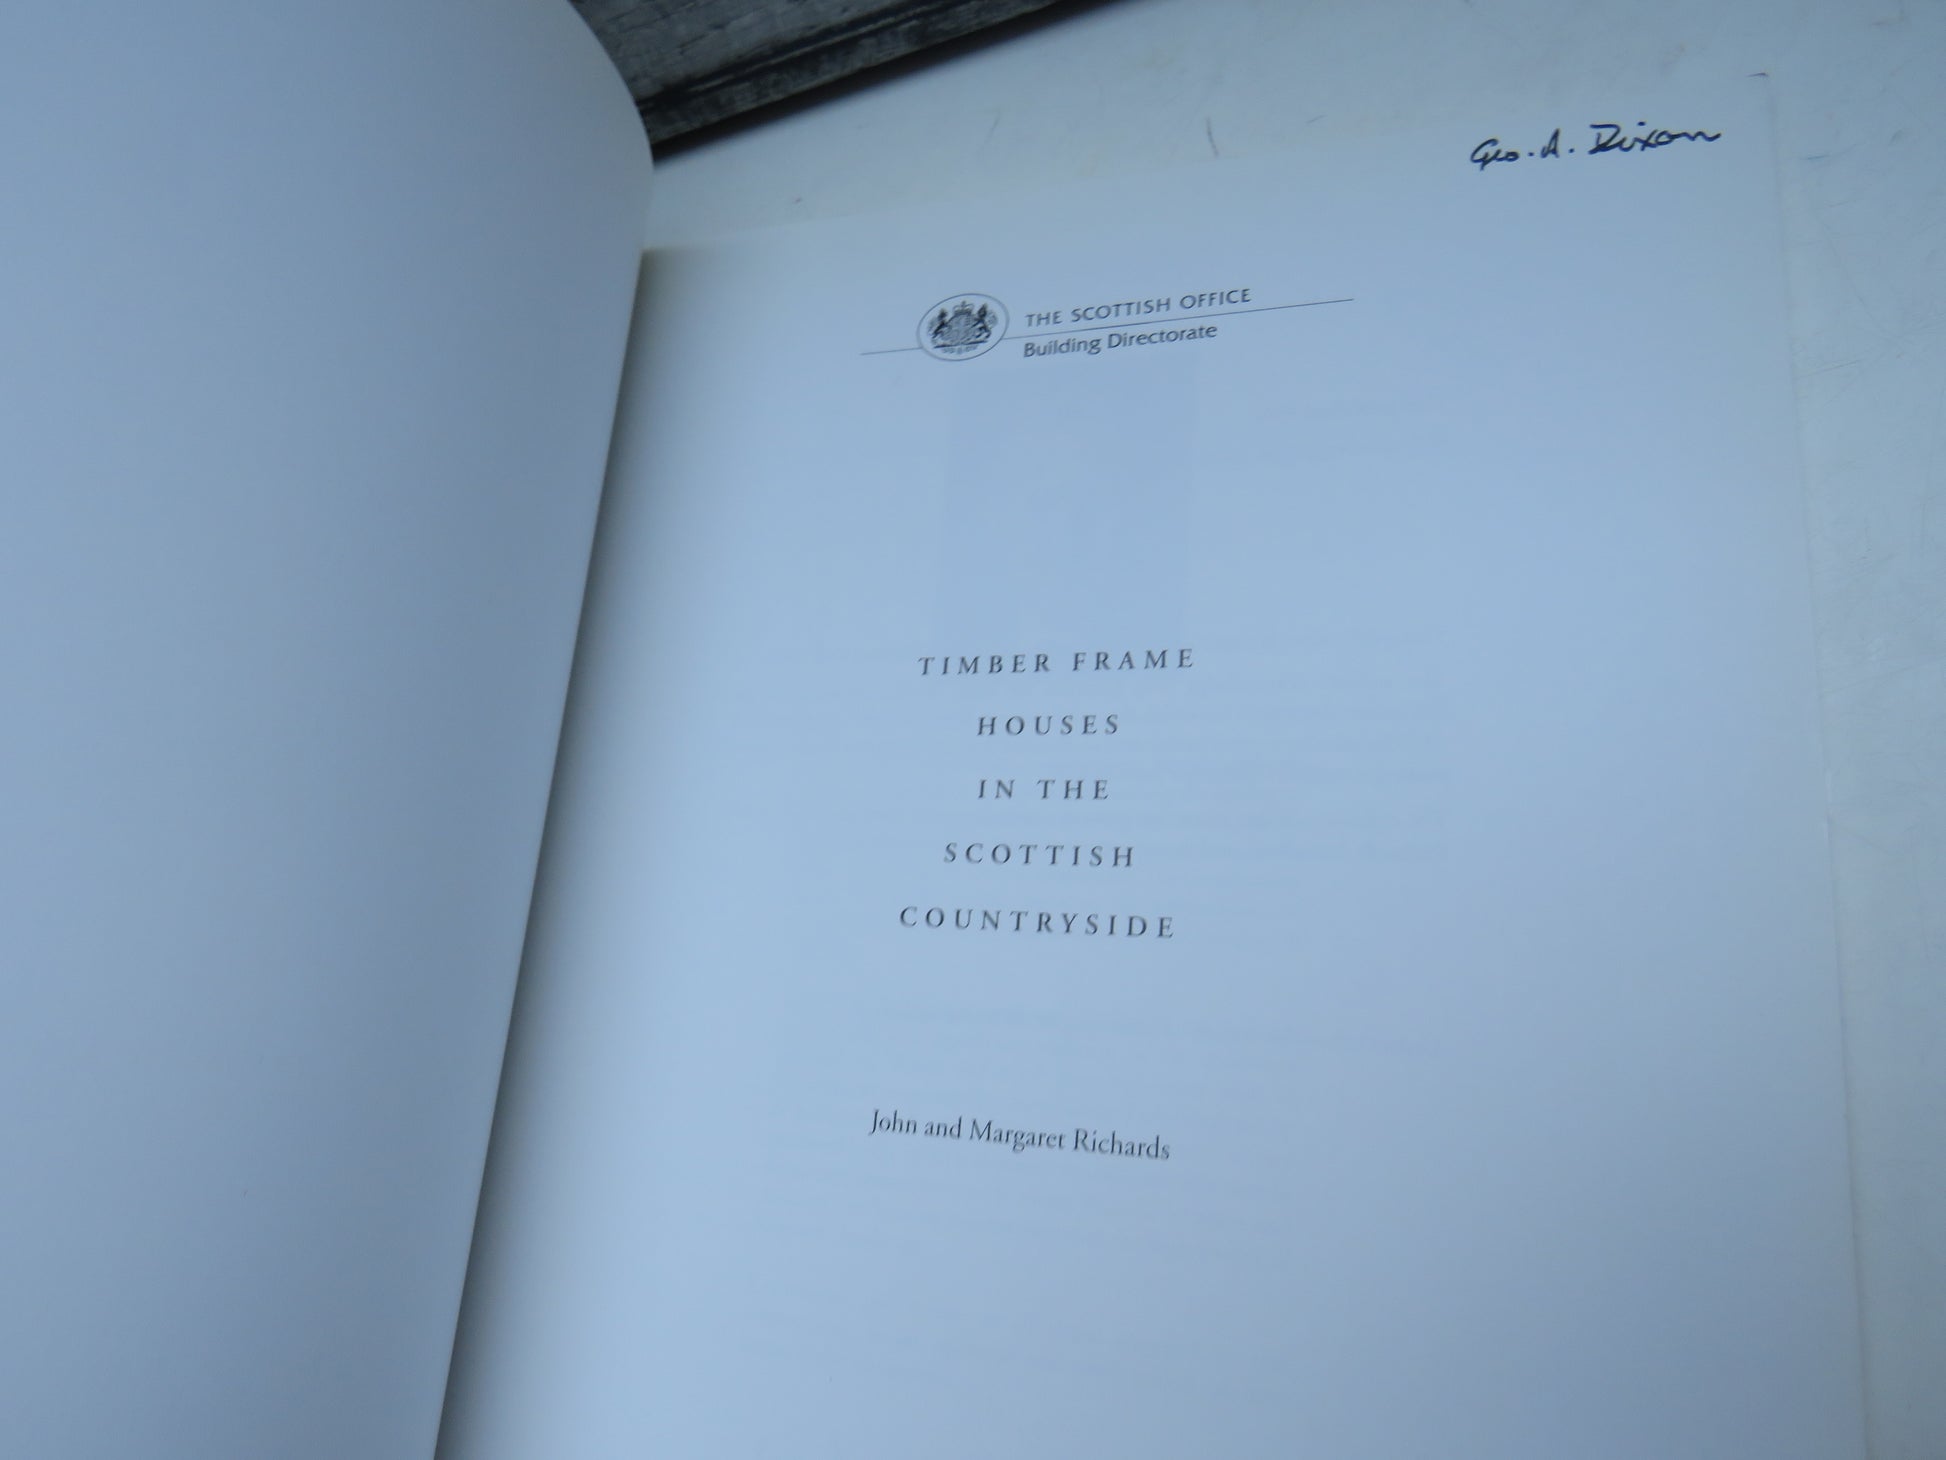 Geo. A. Dixon
THE SCOTTISH OFFICE
Building Directorate
TIMBER FRAME
HOUSES
IN THE
SCOTTISH
COUNTRYSIDE
John and Margaret Richards